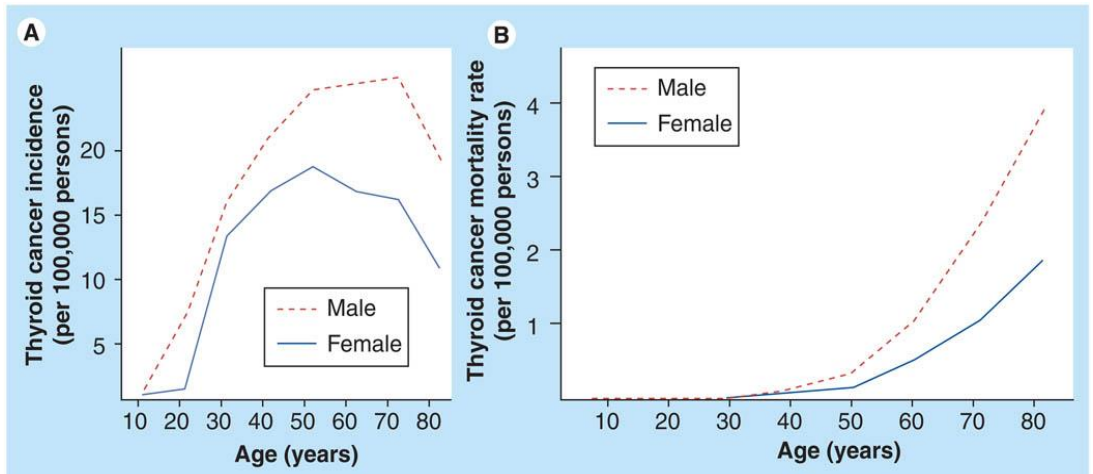 A
Thyroid cancer incidence
(per 100,000 persons)
20
15
10
5
Male
Female
10 20 30 40 50 60 70 80
Age (years)
B
Thyroid cancer mortality rate
(per 100,000 persons)
4
3
2
1
Male
Female
10 20 30 40 50 60 70 80
Age (years)